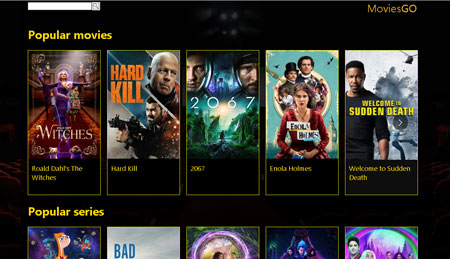 MoviesGO
Popular movies
WITCHES
HARD
KILL
2067
ENOLA
HOLMES
WELCOME TO
SUDDEN DEATH
Roald Dahl's The
Witches
Hard Kill
2067
Enola Holmes
Welcome to Sudden
Death
Popular series
BAD